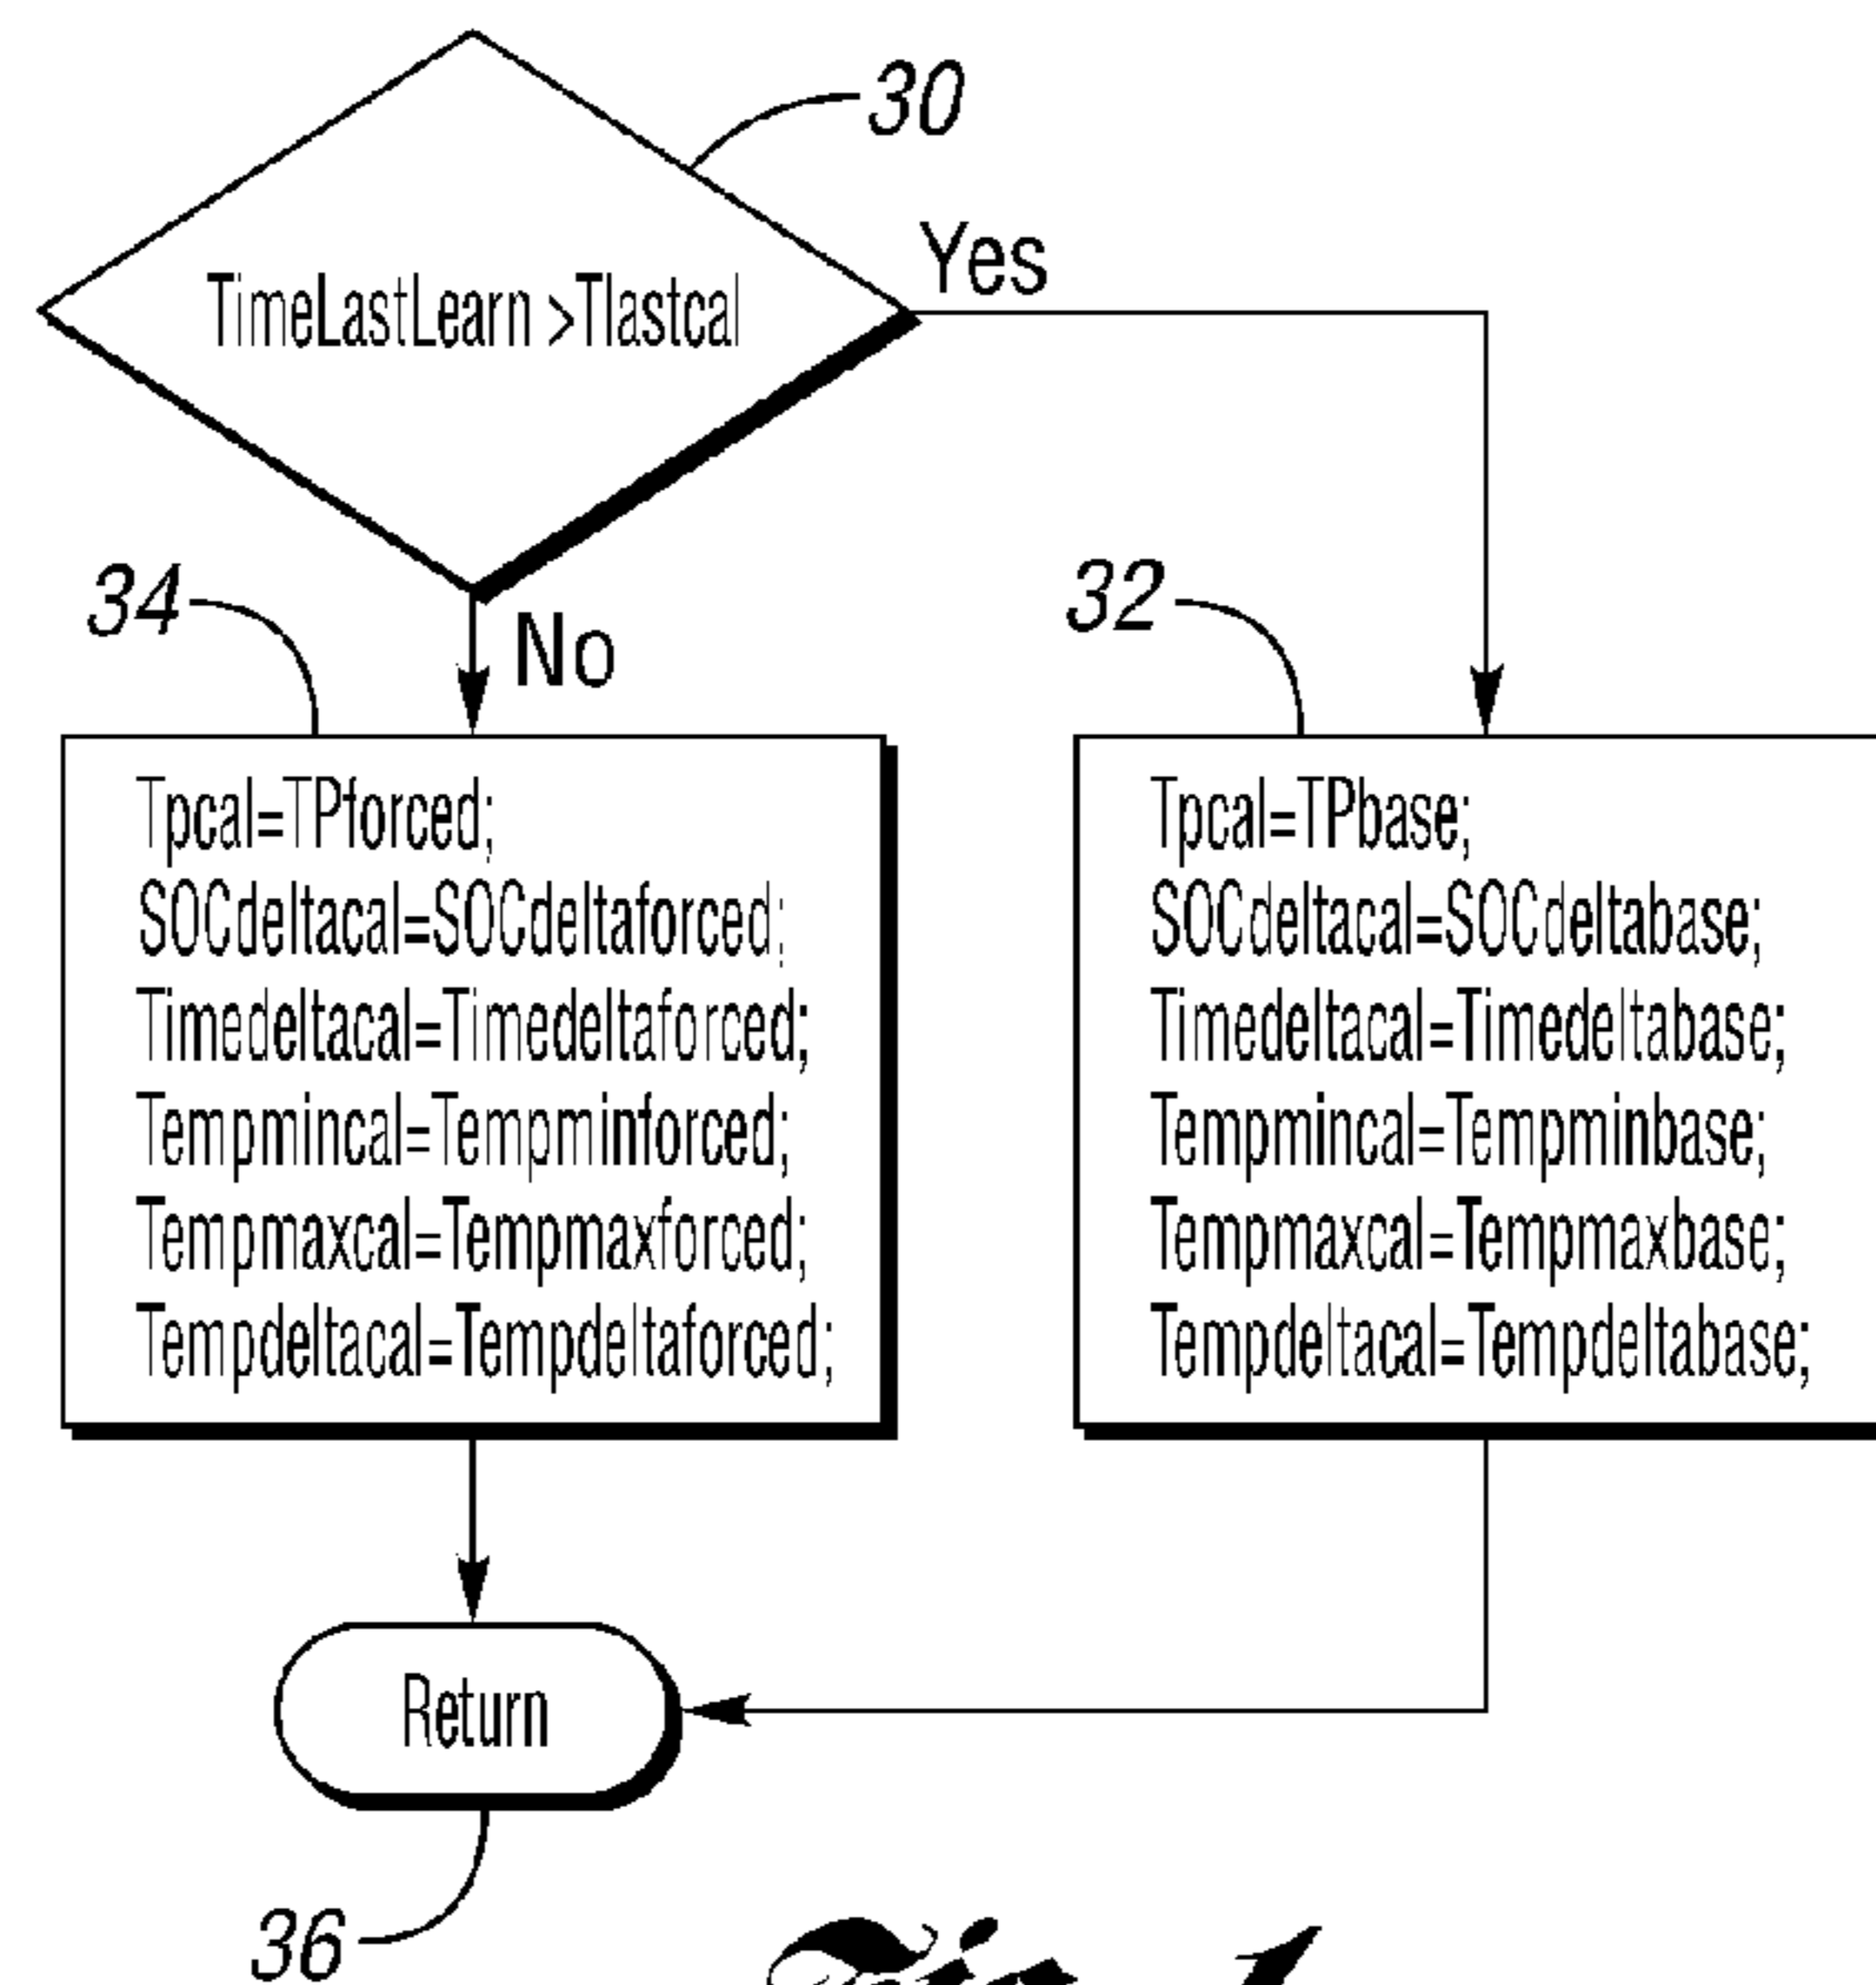 30
TimeLastLearn >Tlastcal
Yes
No
34
Tpcal=TPforced;
SOCdeltacal=SOCdeltaforced;
Timedeltacal=Timedeltaforced;
Tempmincal=Tempminforced;
Tempmaxcal=Tempmaxforced;
Tempdeltacal=Tempdeltaforced;
32
Tpcal=TPbase;
SOCdeltacal=SOCdeltabase;
Timedeltacal=Timedeltabase;
Tempmincal=Tempminbase;
Tempmaxcal=Tempmaxbase;
Tempdeltacal=Tempdeltabase;
Return
36